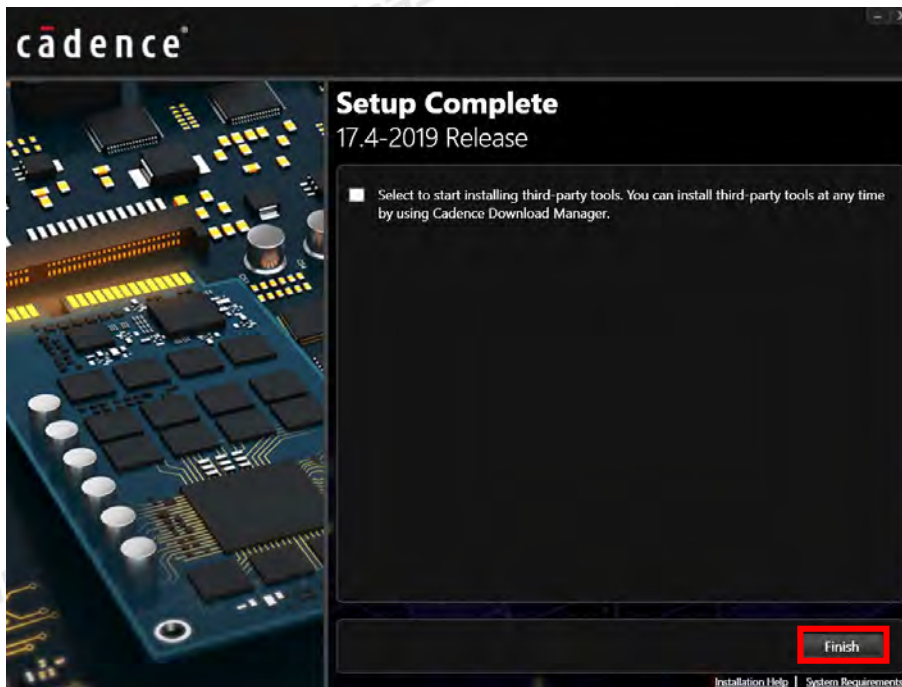 cādence®
Setup Complete
17.4-2019 Release
Select to start installing third-party tools. You can install third-party tools at any time
by using Cadence Download Manager.
Finish
Installation Help | System Requirements